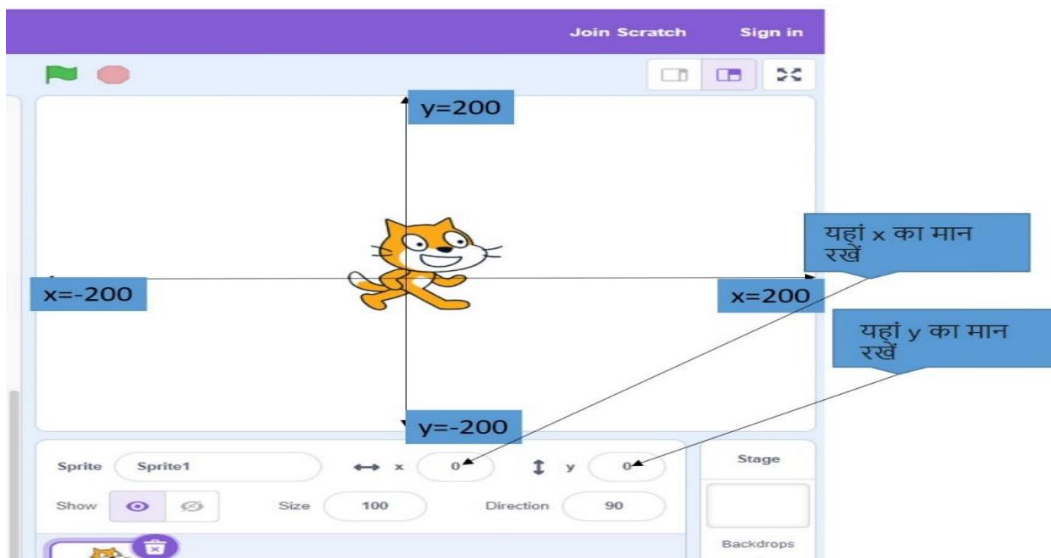 Join Scratch Sign in
y=200
यहां x का मान
रखें
x=-200
x=200
यहां y का मान
रखें
y=-200
Sprite Sprite1 x 0 y 0
Stage
Show Size 100 Direction 90
Backdrops